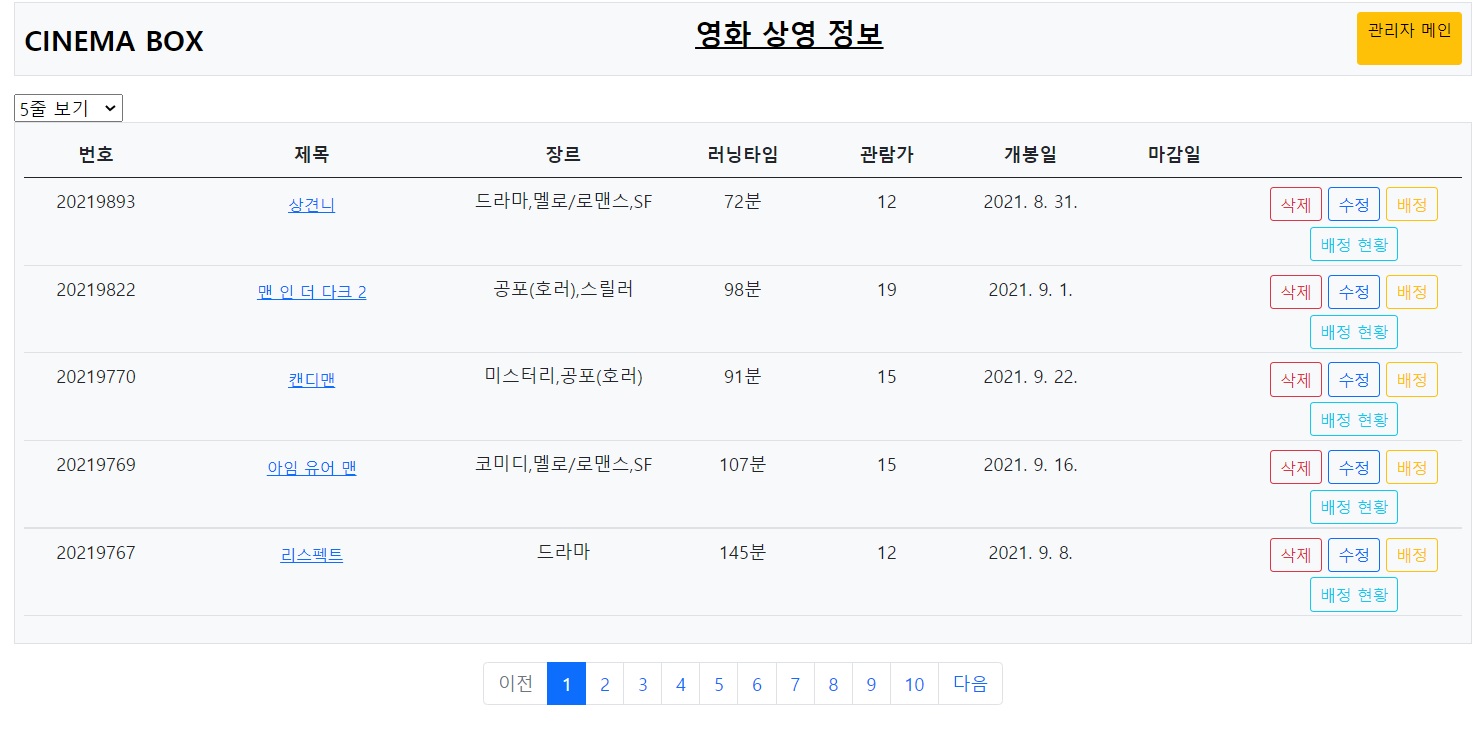 CINEMA BOX 영화 상영 정보 관리자 메인
5줄 보기
번호 제목 장르 러닝타임 관람가 개봉일 마감일
20219893 상견니 드라마,멜로/로맨스,SF 72분 12 2021. 8. 31. 삭제 수정 배정
배정 현황
20219822 맨 인 더 다크 2 공포(호러),스릴러 98분 19 2021. 9. 1. 삭제 수정 배정
배정 현황
20219770 캔디맨 미스터리,공포(호러) 91분 15 2021. 9. 22. 삭제 수정 배정
배정 현황
20219769 아임 유어 맨 코미디,멜로/로맨스,SF 107분 15 2021. 9. 16. 삭제 수정 배정
배정 현황
20219767 리스펙트 드라마 145분 12 2021. 9. 8. 삭제 수정 배정
배정 현황
이전 1 2 3 4 5 6 7 8 9 10 다음